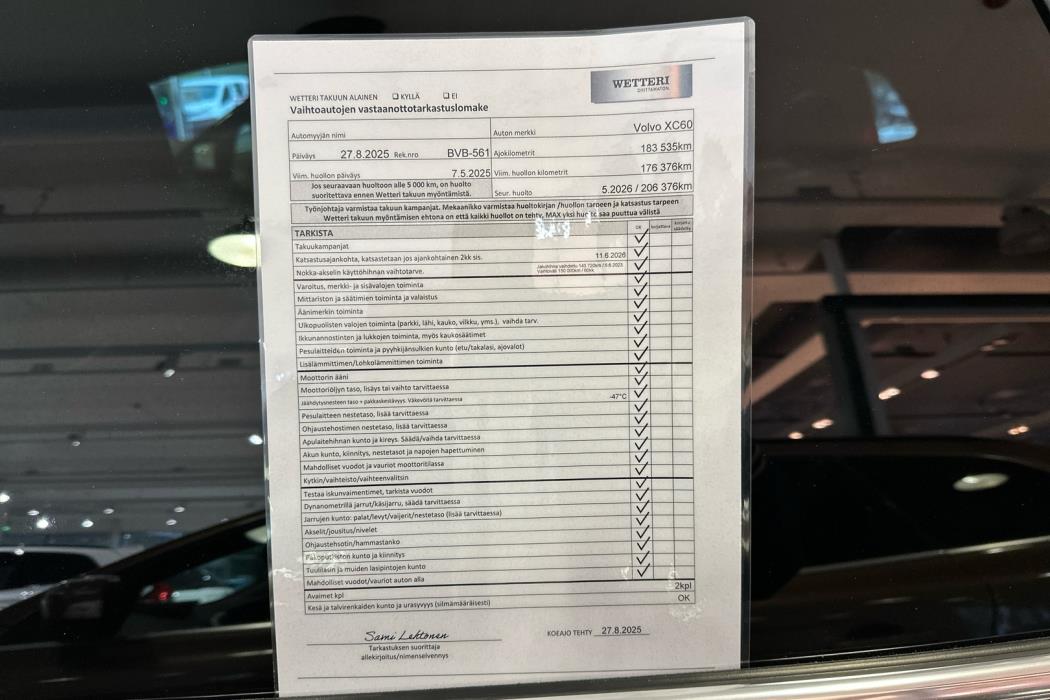 WETTERI
WETTERI TAKUUN ALAINEN ☐ KYLLÄ ☐ EI
Vaihtoautojen vastaanottotarkastuslomake
Automyyjän nimi
Auton merkki Volvo XC60
Päiväys 27.8.2025 Rek.nro BVB-561
Ajokilometrit 183 535km
Viim. huollon päiväys 7.5.2025
Viim. huollon kilometrit 176 376km
Jos seuraavaan huoltoon alle 5 000 km, on huolto
suoritettava ennen Wetteri takuun myöntämistä.
Seur. huolto 5.2026 / 206 376km
Työnjohtaja varmistaa takuun kampanjat. Mekaanikko varmistaa huoltokirjan /huollon tarpeen ja katsastus tarpeen
Wetteri takuun myöntämisen ehtona on että kaikki huollot on tehty, MAX yksi saa puuttua välistä
TARKISTA OK
Takuukampanjat
Katsastusajankohta, katsastetaan jos ajankohtainen 2kk sis. 11.6.2026
Nokka-akselin käyttöhihnan vaihtotarve.
Varoitus, merkki- ja sisävalojen toiminta
Mittariston ja säätimien toiminta ja valaistus
Äänimerkin toiminta
Ulkopuolisten valojen toiminta (parkki, lähi, kauko, vilkku, yms.), vaihda tarv.
Ikkunannostinten ja lukkojen toiminta, myös kaukosäätimet
Pesulaitteiden toiminta ja pyyhkijänsulkien kunto (etu/takalasi, ajovalot)
Lisälämmittimen/Lohkolämmittimen toiminta
Moottorin ääni
Moottoriöljyn taso, lisäys tai vaihto tarvittaessa
Jäähdytysnesteen taso + pakkaskestävyys. Väkevöitä tarvittaessa -47°C
Pesulaitteen nestetaso, lisää tarvittaessa
Ohjaustehostimen nestetaso, lisää tarvittaessa
Apulaitehihnan kunto ja kireys. Säädä/vaihda tarvittaessa
Akun kunto, kiinnitys, nestetasot ja napojen hapettuminen
Mahdolliset vuodot ja vauriot moottoritilassa
Kytkin/vaihteisto/vaihteenvalitsin
Testaa iskunvaimentimet, tarkista vuodot
Dynanometrillä jarrut/käsijarru, säädä tarvittaessa
Jarrujen kunto: palat/levyt/vaijerit/nestetaso (lisää tarvittaessa)
Akselit/jousitus/nivelet
Ohjaustehsotin/hammastanko
Pakoputkiston kunto ja kiinnitys
Tuulilasin ja muiden lasipintojen kunto
Mahdolliset vuodot/vauriot auton alla
Avaimet kpl 2kpl
Kesä ja talvirenkaiden kunto ja urasyvyys (silmämääräisesti) OK
Sami Lehtonen
KOEAJO TEHTY 27.8.2025
Tarkastuksen suorittaja
allekirjoitus/nimenselvennys